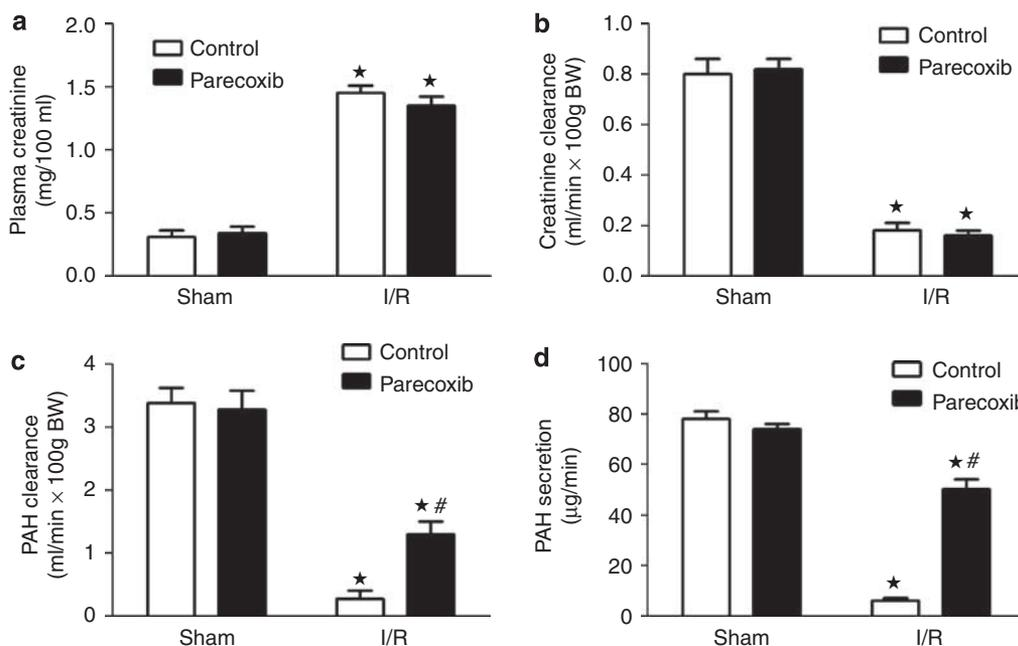 a
Plasma creatinine
(mg/100 ml)
2.0
1.5
1.0
0.5
0.0
Control
Parecoxib
★
★
Sham
I/R
b
Creatinine clearance
(ml/min × 100g BW)
1.0
0.8
0.6
0.4
0.2
0.0
Control
Parecoxib
★
★
Sham
I/R
c
PAH clearance
(ml/min × 100g BW)
4
3
2
1
0
Control
Parecoxib
★
★ #
Sham
I/R
d
PAH secretion
(μg/min)
100
80
60
40
20
0
Control
Parecoxib
★
★ #
Sham
I/R